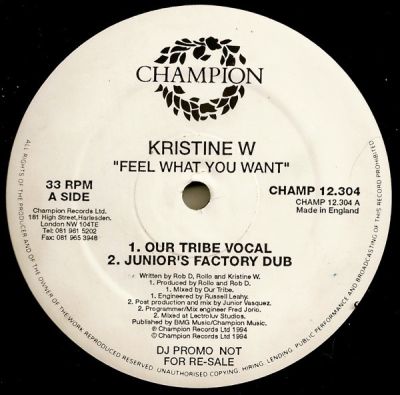 CHAMPION
KRISTINE W
"FEEL WHAT YOU WANT"
33 RPM
A SIDE
Champion Records Ltd.
181 High Street, Harlesden,
London NW 104TE
Tel: 081 961 5202
Fax: 081 965 3948
CHAMP 12.304
CHAMP 12.304 A
Made in England
1. OUR TRIBE VOCAL
2. JUNIOR'S FACTORY DUB
Written by Rob D, Rollo and Kristine W.
1. Produced by Rollo and Rob D.
1. Mixed by Our Tribe.
1. Engineered by Russell Leahy.
2. Post production and mix by Junior Vasquez.
2. Programmer/Mix engineer Fred Jorio.
2. Mixed at Lectroluv Studios.
Published by BMG Music/Champion Music.
℗ Champion Records Ltd 1994
© Champion Records Ltd 1994
DJ PROMO NOT
FOR RE-SALE
ALL RIGHTS OF THE MANUFACTURER AND OF THE OWNER OF THE RECORDED WORK REPRODUCED RESERVED. UNAUTHORISED COPYING, HIRING, LENDING, PUBLIC PERFORMANCE AND BROADCASTING OF THIS RECORD PROHIBITED